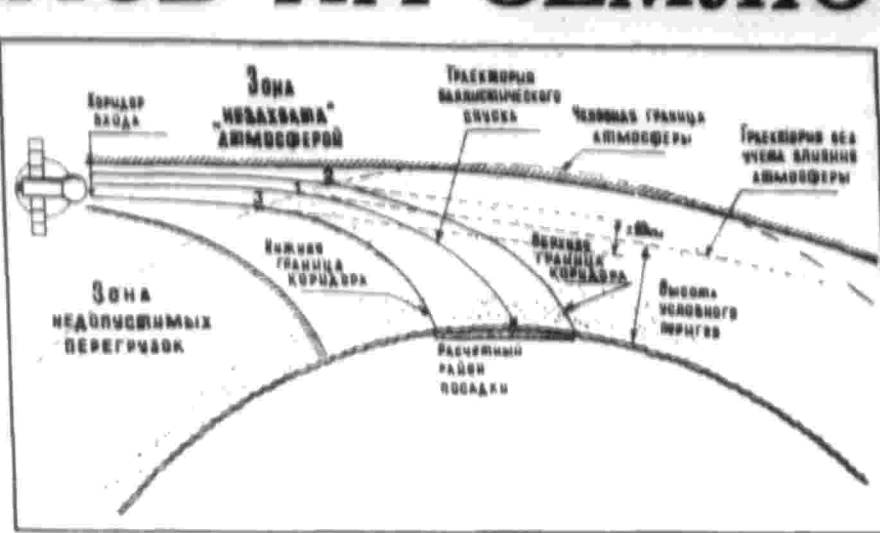 Коридор
входа
Зона
„незахвата"
атмосферой
Траектория
баллистического
спуска
Условная граница
атмосферы
Траектория без
учета влияния
атмосферы
2
1
3
Нижняя
граница
коридора
Верхняя
граница
коридора
Высота
условного
перигея
Зона
недопустимых
перегрузок
Расчетный
район
посадки